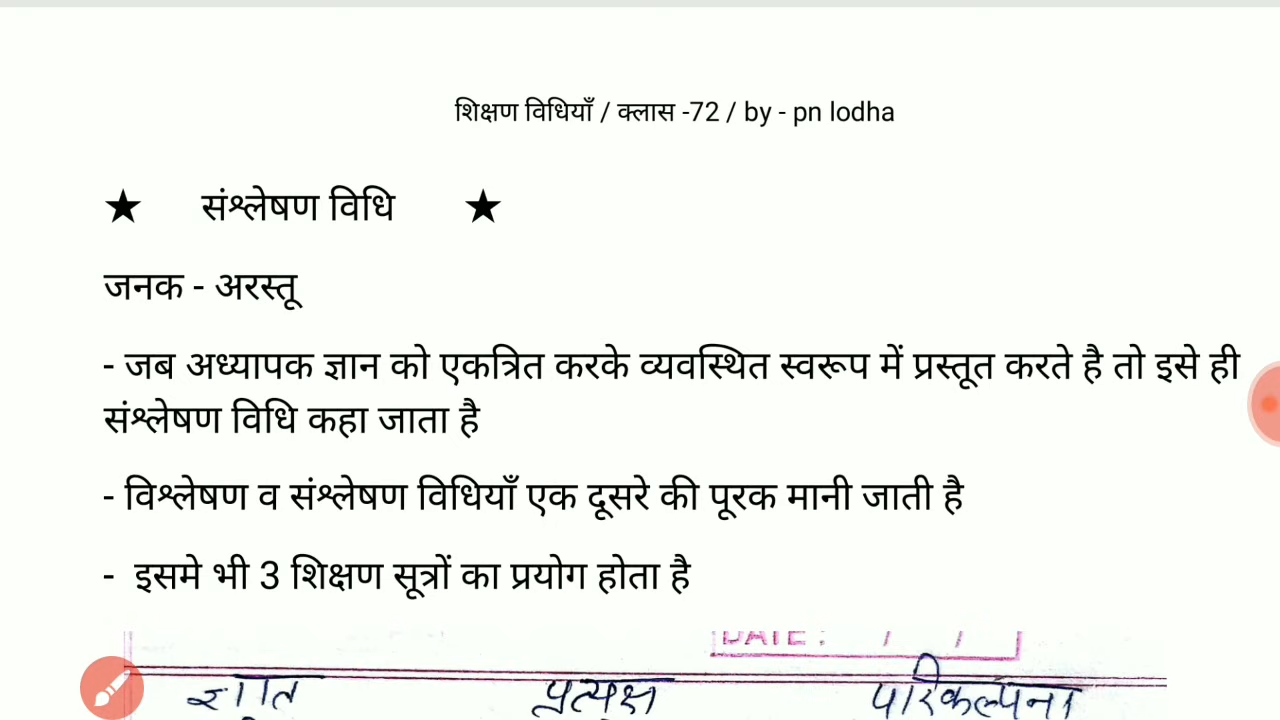 शिक्षण विधियाँ / क्लास -72 / by - pn lodha
★ संश्लेषण विधि ★
जनक - अरस्तू
- जब अध्यापक ज्ञान को एकत्रित करके व्यवस्थित स्वरूप में प्रस्तूत करते है तो इसे ही
संश्लेषण विधि कहा जाता है
- विश्लेषण व संश्लेषण विधियाँ एक दूसरे की पूरक मानी जाती है
- इसमे भी 3 शिक्षण सूत्रों का प्रयोग होता है
DATE : / /
ज्ञात प्रत्यक्ष परिकल्पना